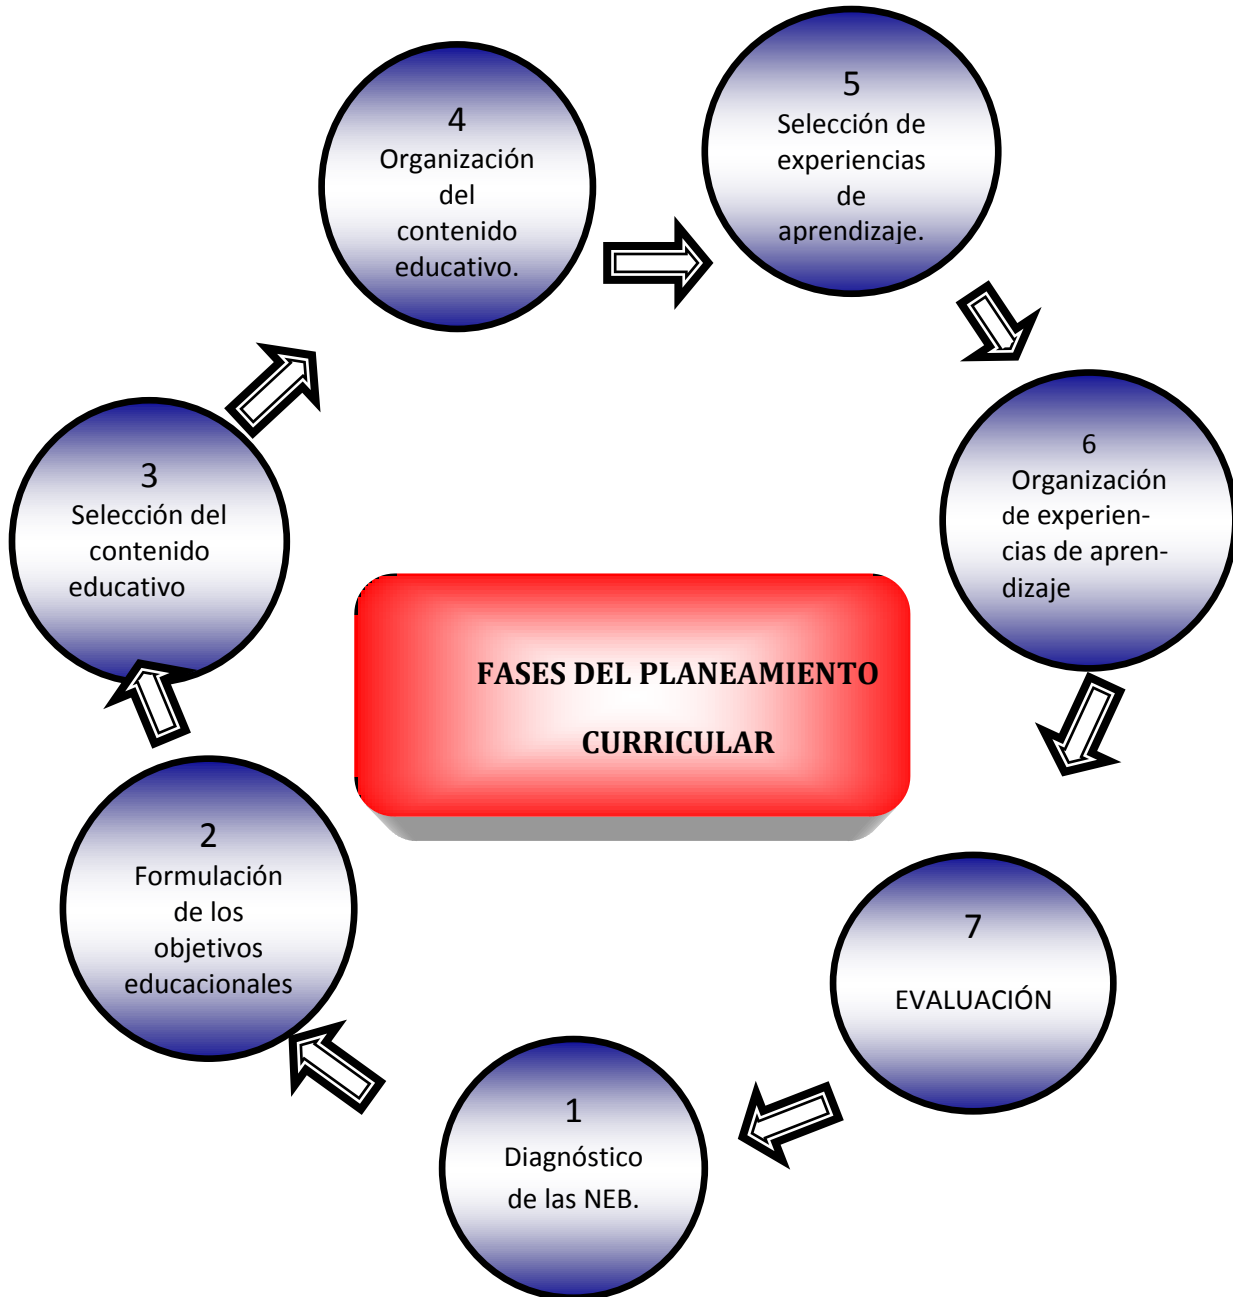 4
Organización
del
contenido
educativo.
5
Selección de
experiencias
de
aprendizaje.
3
Selección del
contenido
educativo
6
Organización
de experien-
cias de apren-
dizaje
FASES DEL PLANEAMIENTO
CURRICULAR
2
Formulación
de los
objetivos
educacionales
7
EVALUACIÓN
1
Diagnóstico
de las NEB.